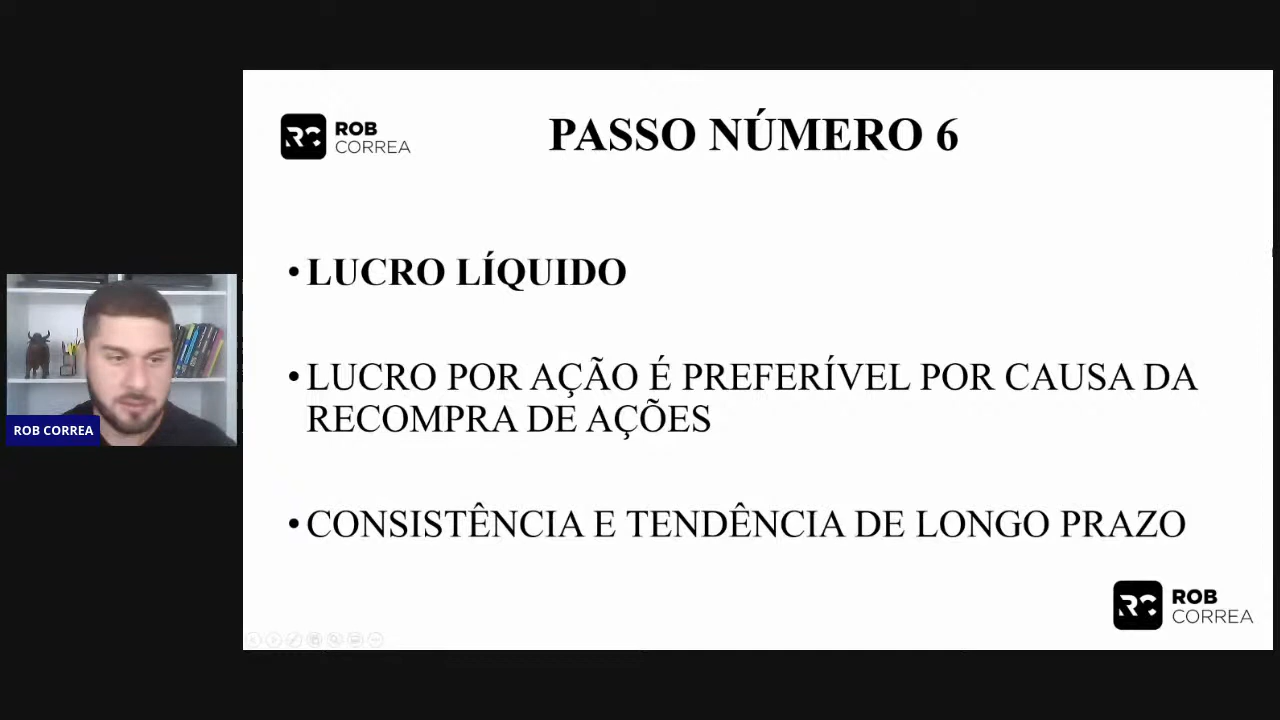 ROB
CORREA
PASSO NÚMERO 6
• LUCRO LÍQUIDO
• LUCRO POR AÇÃO É PREFERÍVEL POR CAUSA DA
RECOMPRA DE AÇÕES
• CONSISTÊNCIA E TENDÊNCIA DE LONGO PRAZO
ROB CORREA
ROB
CORREA